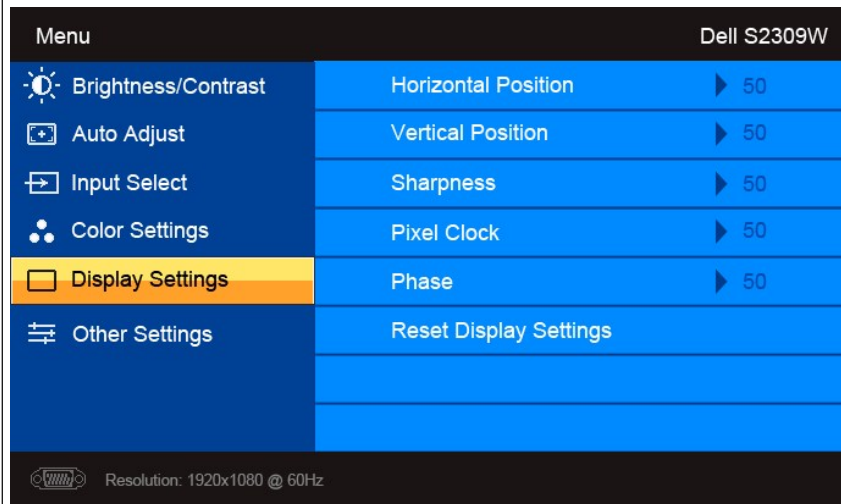 Menu Dell S2309W
Brightness/Contrast Horizontal Position 50
Auto Adjust Vertical Position 50
Input Select Sharpness 50
Color Settings Pixel Clock 50
Display Settings Phase 50
Other Settings Reset Display Settings
Resolution: 1920x1080 @ 60Hz